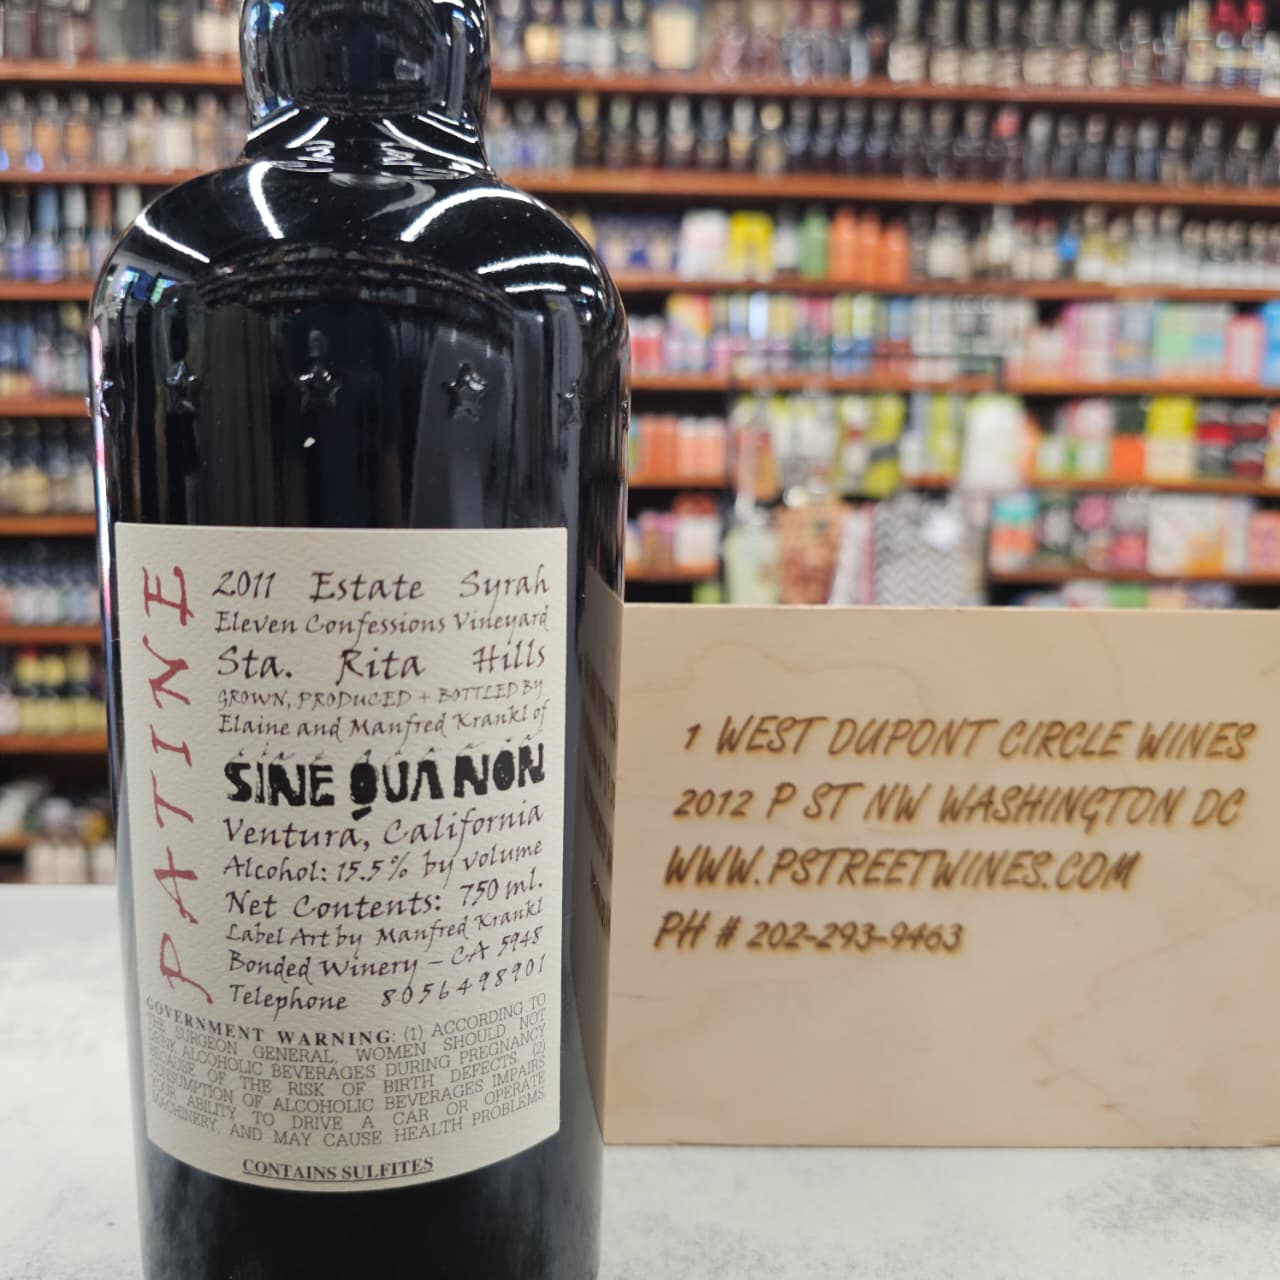 PATINE
2011 Estate Syrah
Eleven Confessions Vineyard
Sta. Rita Hills
GROWN, PRODUCED + BOTTLED BY
Elaine and Manfred Krankl of
SINE QUA NON
Ventura, California
Alcohol: 15.5% by volume
Net Contents: 750 ml.
Label Art by Manfred Krankl
Bonded Winery – CA 5948
Telephone 8056498901
GOVERNMENT WARNING: (1) ACCORDING TO
THE SURGEON GENERAL, WOMEN SHOULD NOT
DRINK ALCOHOLIC BEVERAGES DURING PREGNANCY
BECAUSE OF THE RISK OF BIRTH DEFECTS. (2)
CONSUMPTION OF ALCOHOLIC BEVERAGES IMPAIRS
YOUR ABILITY TO DRIVE A CAR OR OPERATE
MACHINERY, AND MAY CAUSE HEALTH PROBLEMS.
CONTAINS SULFITES
1 WEST DUPONT CIRCLE WINES
2012 P ST NW WASHINGTON DC
WWW.PSTREETWINES.COM
PH # 202-293-9463